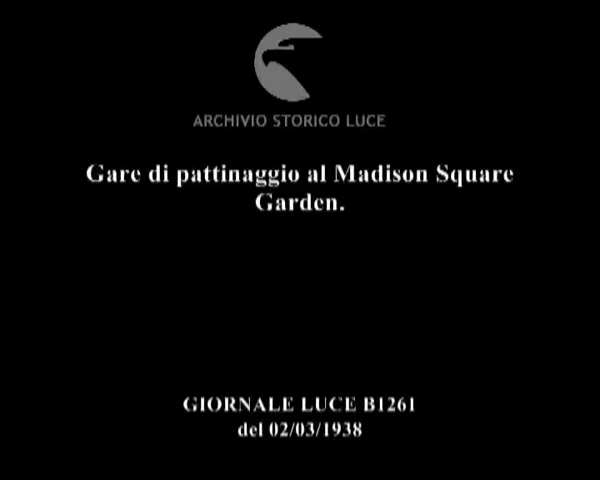 ARCHIVIO STORICO LUCE
Gare di pattinaggio al Madison Square
Garden.
GIORNALE LUCE B1261
del 02/03/1938